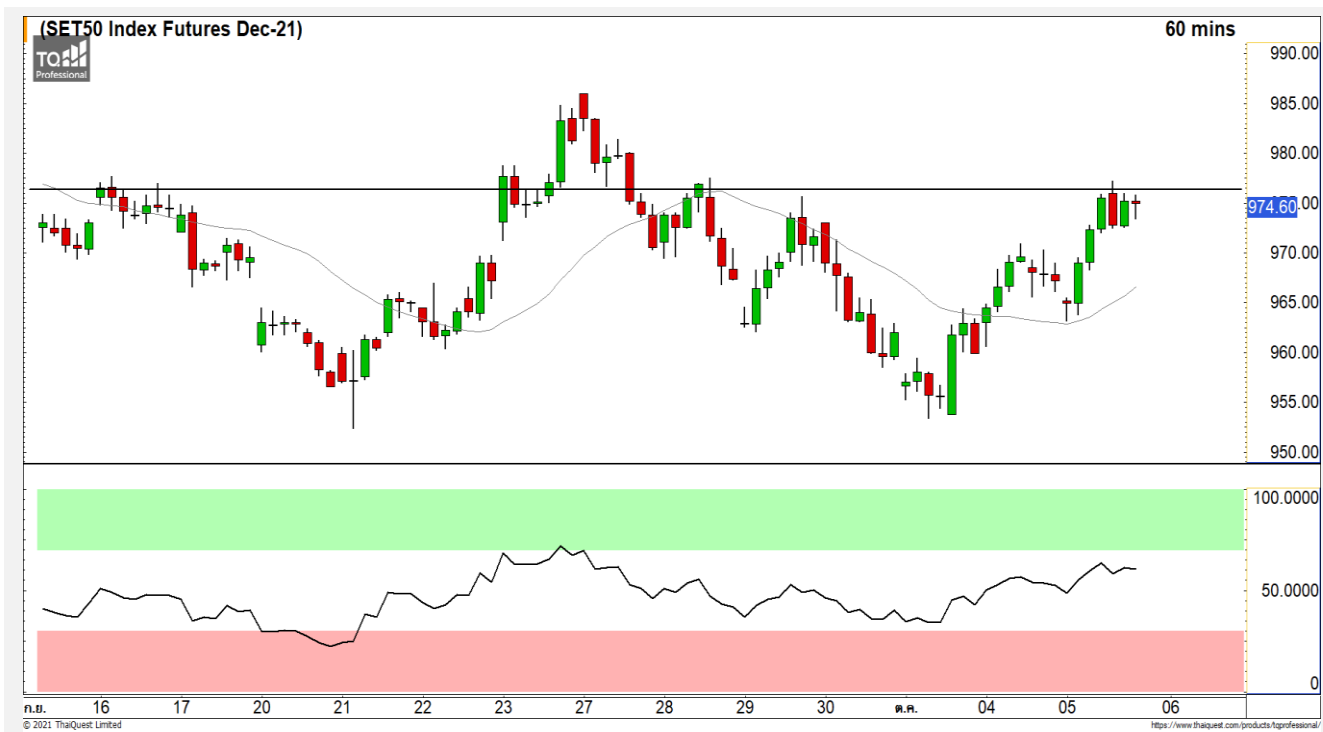 (SET50 Index Futures Dec-21) 60 mins
TQ
Professional
990.00
985.00
980.00
974.60 .00
970.00
965.00
960.00
955.00
950.00
100.0000
50.0000
0
ก.ย. 16 17 20 21 22 23 27 28 29 30 ต.ค. 04 05 06
© 2021 ThaiQuest Limited https://www.thaiquest.com/products/tqprofessional/